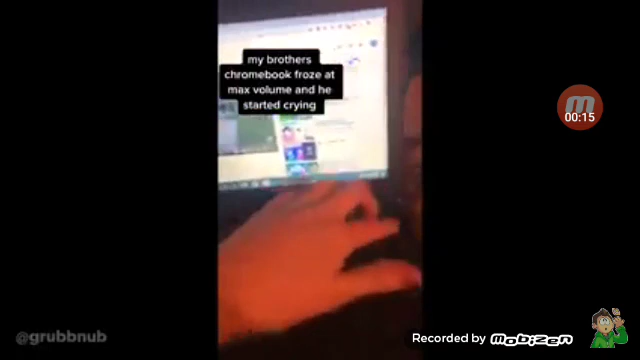 my brothers
chromebook froze at
max volume and he
started crying
00:15
@grubbnub
Recorded by mobizen